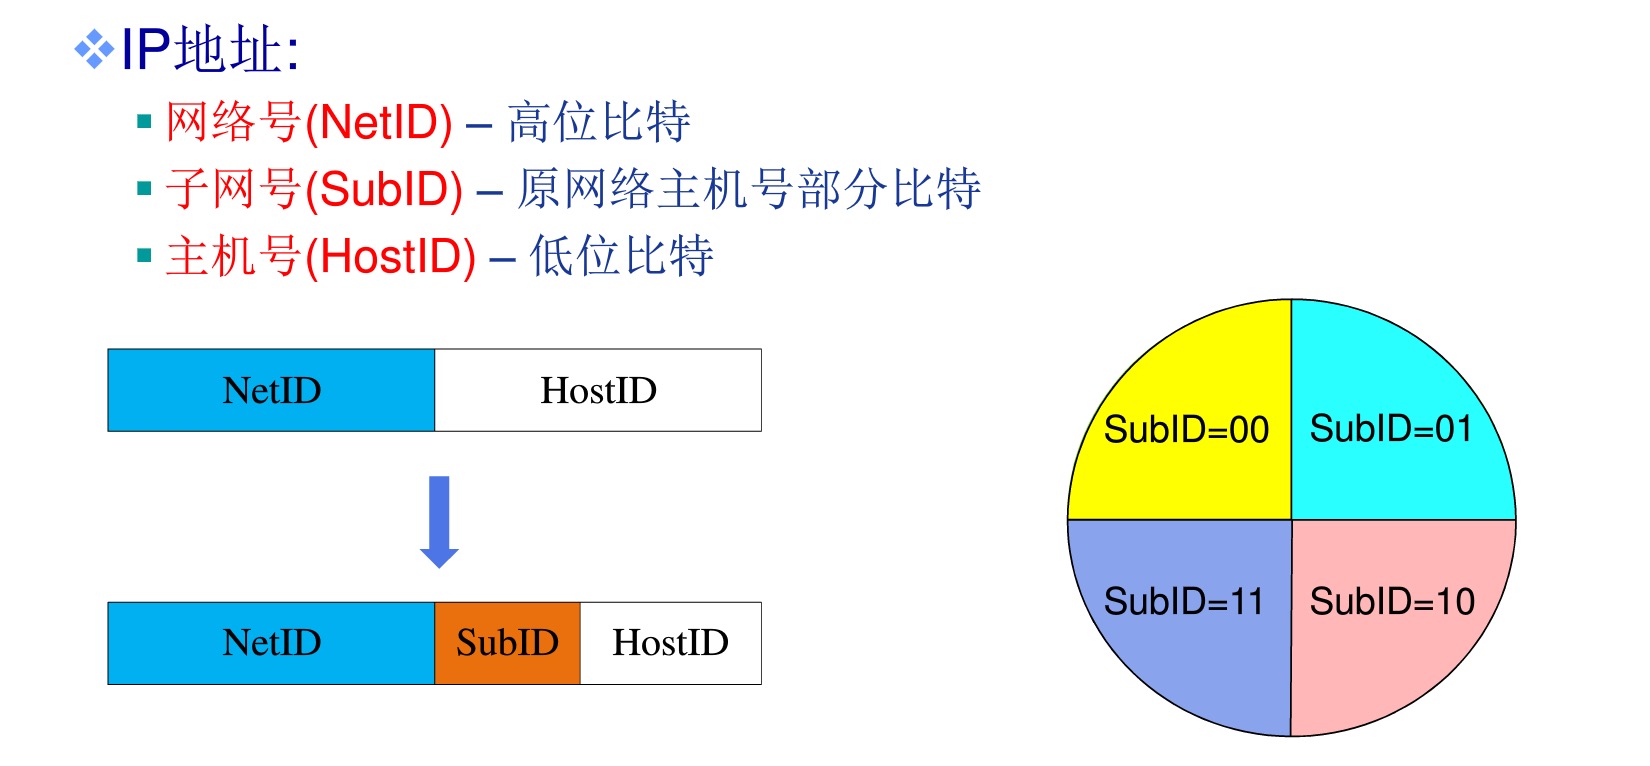 IP地址:
网络号(NetID) – 高位比特
子网号(SubID) – 原网络主机号部分比特
主机号(HostID) – 低位比特
NetID HostID
NetID SubID HostID
SubID=00 SubID=01
SubID=11 SubID=10